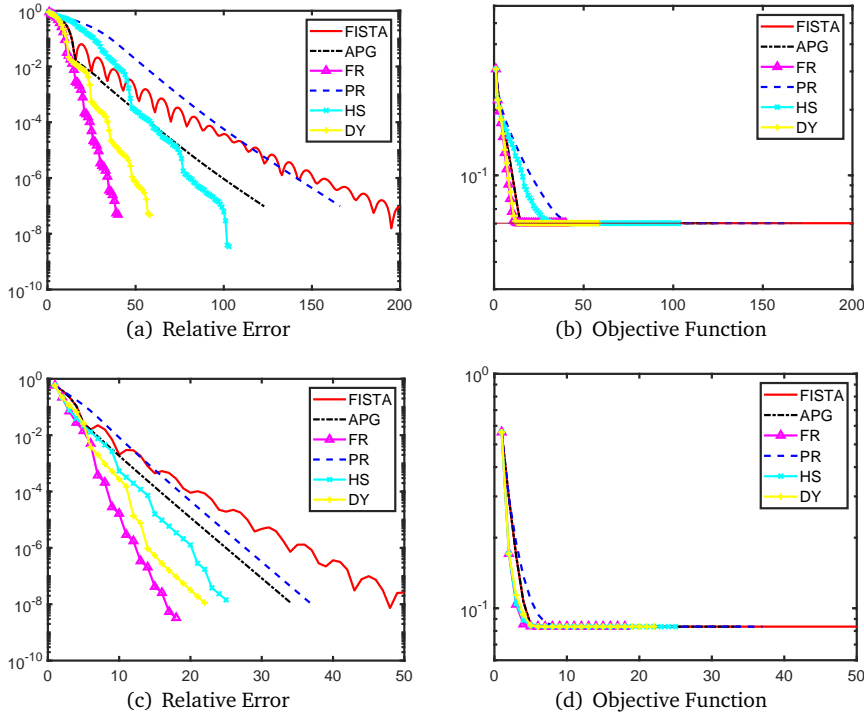 10^0
10^-2
10^-4
10^-6
10^-8
10^-10
0 50 100 150 200
FISTA
APG
FR
PR
HS
DY
(a) Relative Error
10^-1
0 50 100 150 200
FISTA
APG
FR
PR
HS
DY
(b) Objective Function
10^0
10^-2
10^-4
10^-6
10^-8
10^-10
0 10 20 30 40 50
FISTA
APG
FR
PR
HS
DY
(c) Relative Error
10^0
10^-1
0 10 20 30 40 50
FISTA
APG
FR
PR
HS
DY
(d) Objective Function